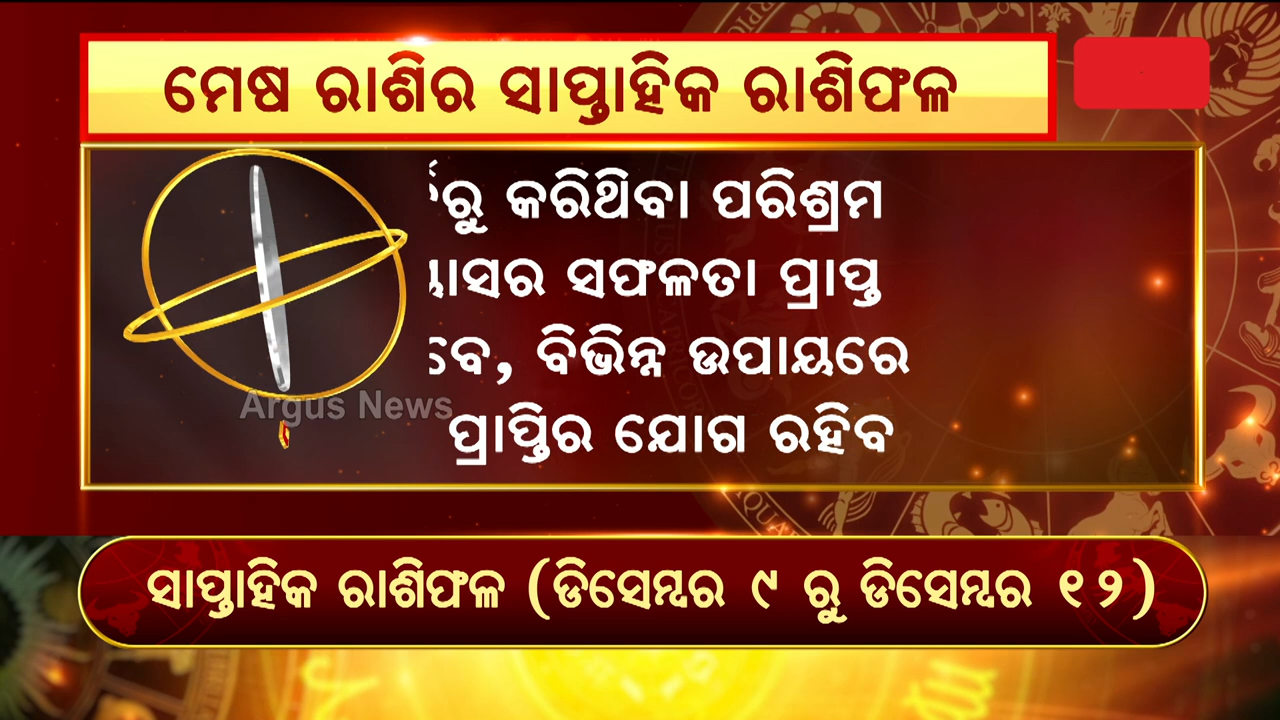 ମେଷ ରାଶିର ସାପ୍ତାହିକ ରାଶିଫଳ
କରିଥିବା ପରିଶ୍ରମ
ସଫଳତା ପ୍ରାପ୍ତ
ବିଭିନ୍ନ ଉପାୟରେ
ପ୍ରାପ୍ତିର ଯୋଗ ରହିବ
Argus News
ସାପ୍ତାହିକ ରାଶିଫଳ (ଡିସେମ୍ବର ୯ ରୁ ଡିସେମ୍ବର ୧୨)